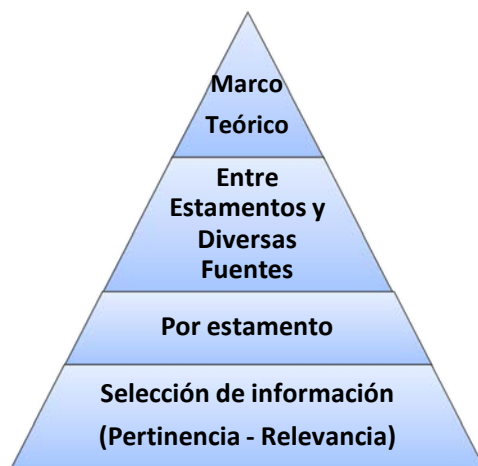 Marco
Teórico
Entre
Estamentos y
Diversas
Fuentes
Por estamento
Selección de información
(Pertinencia - Relevancia)